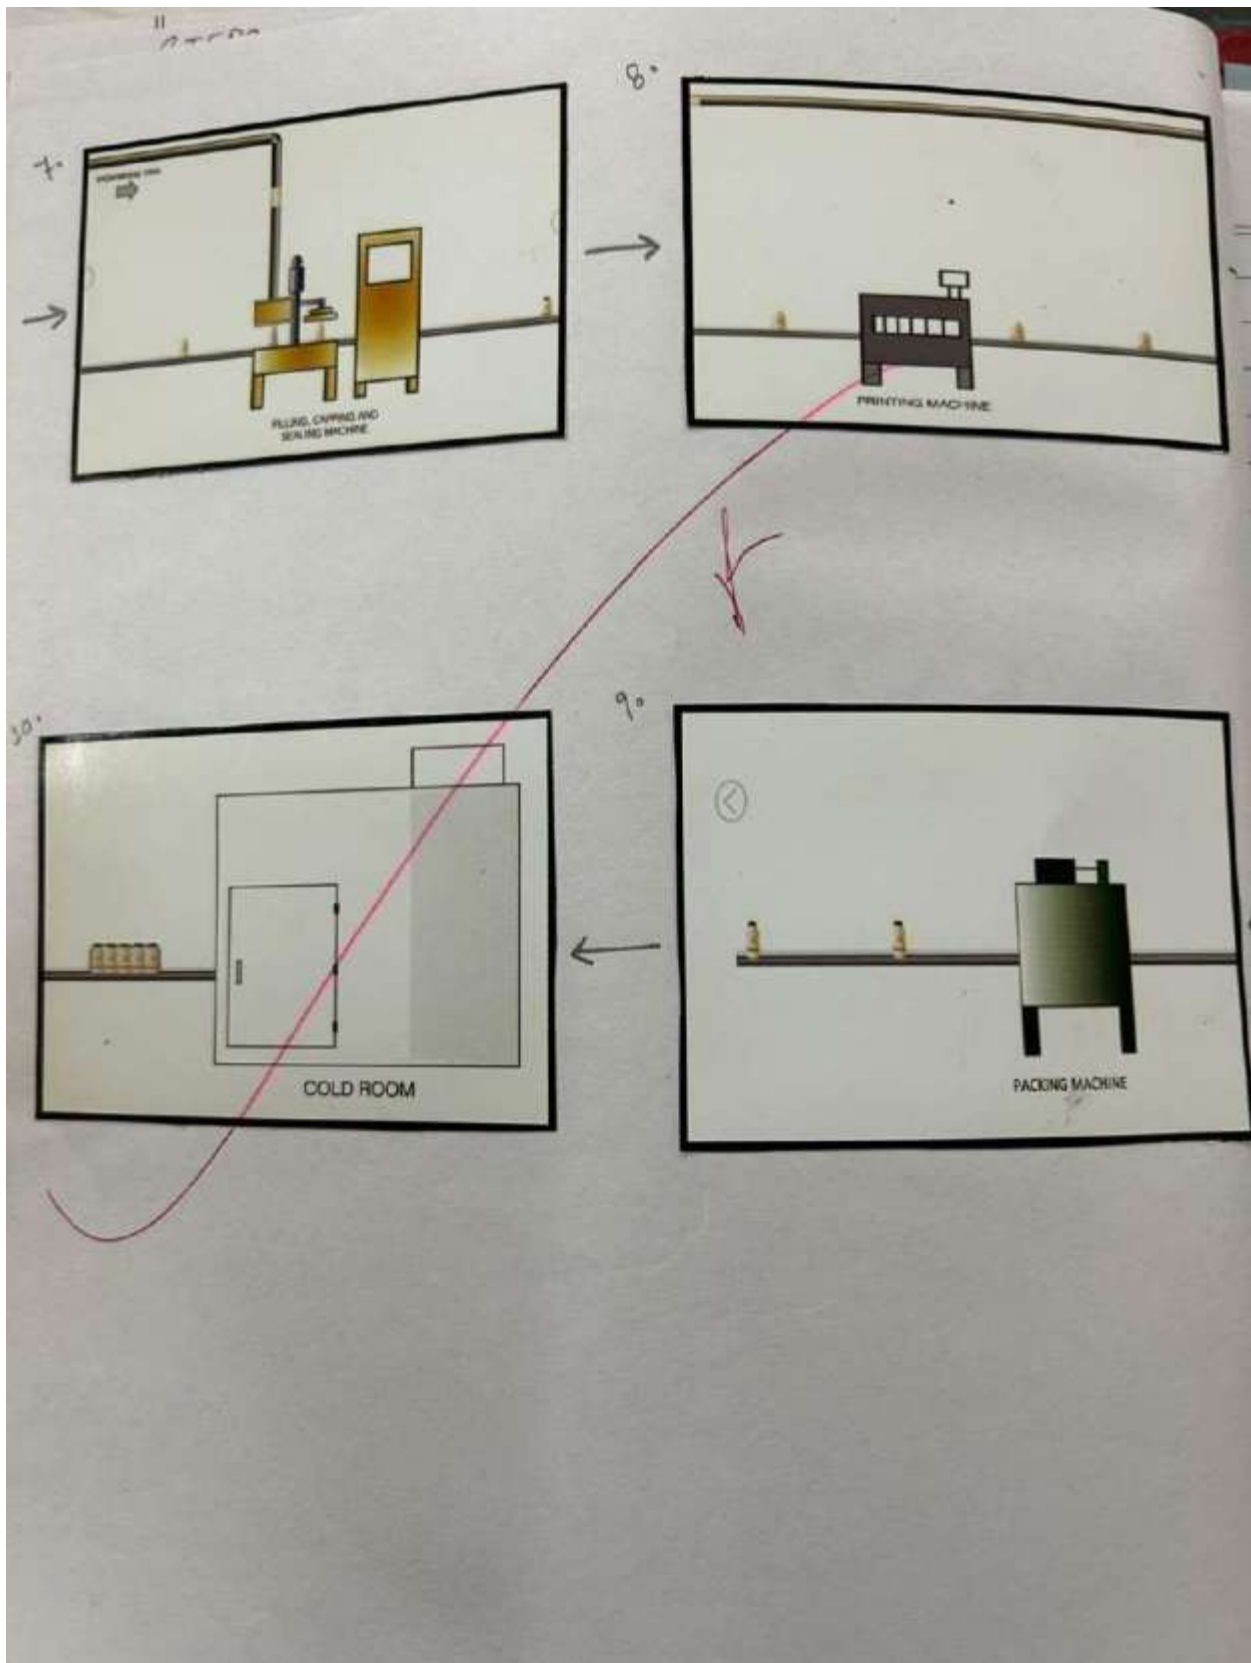 7.
8.
FILLING, CAPPING AND
SEALING MACHINE
PRINTING MACHINE
10.
9.
COLD ROOM
PACKING MACHINE